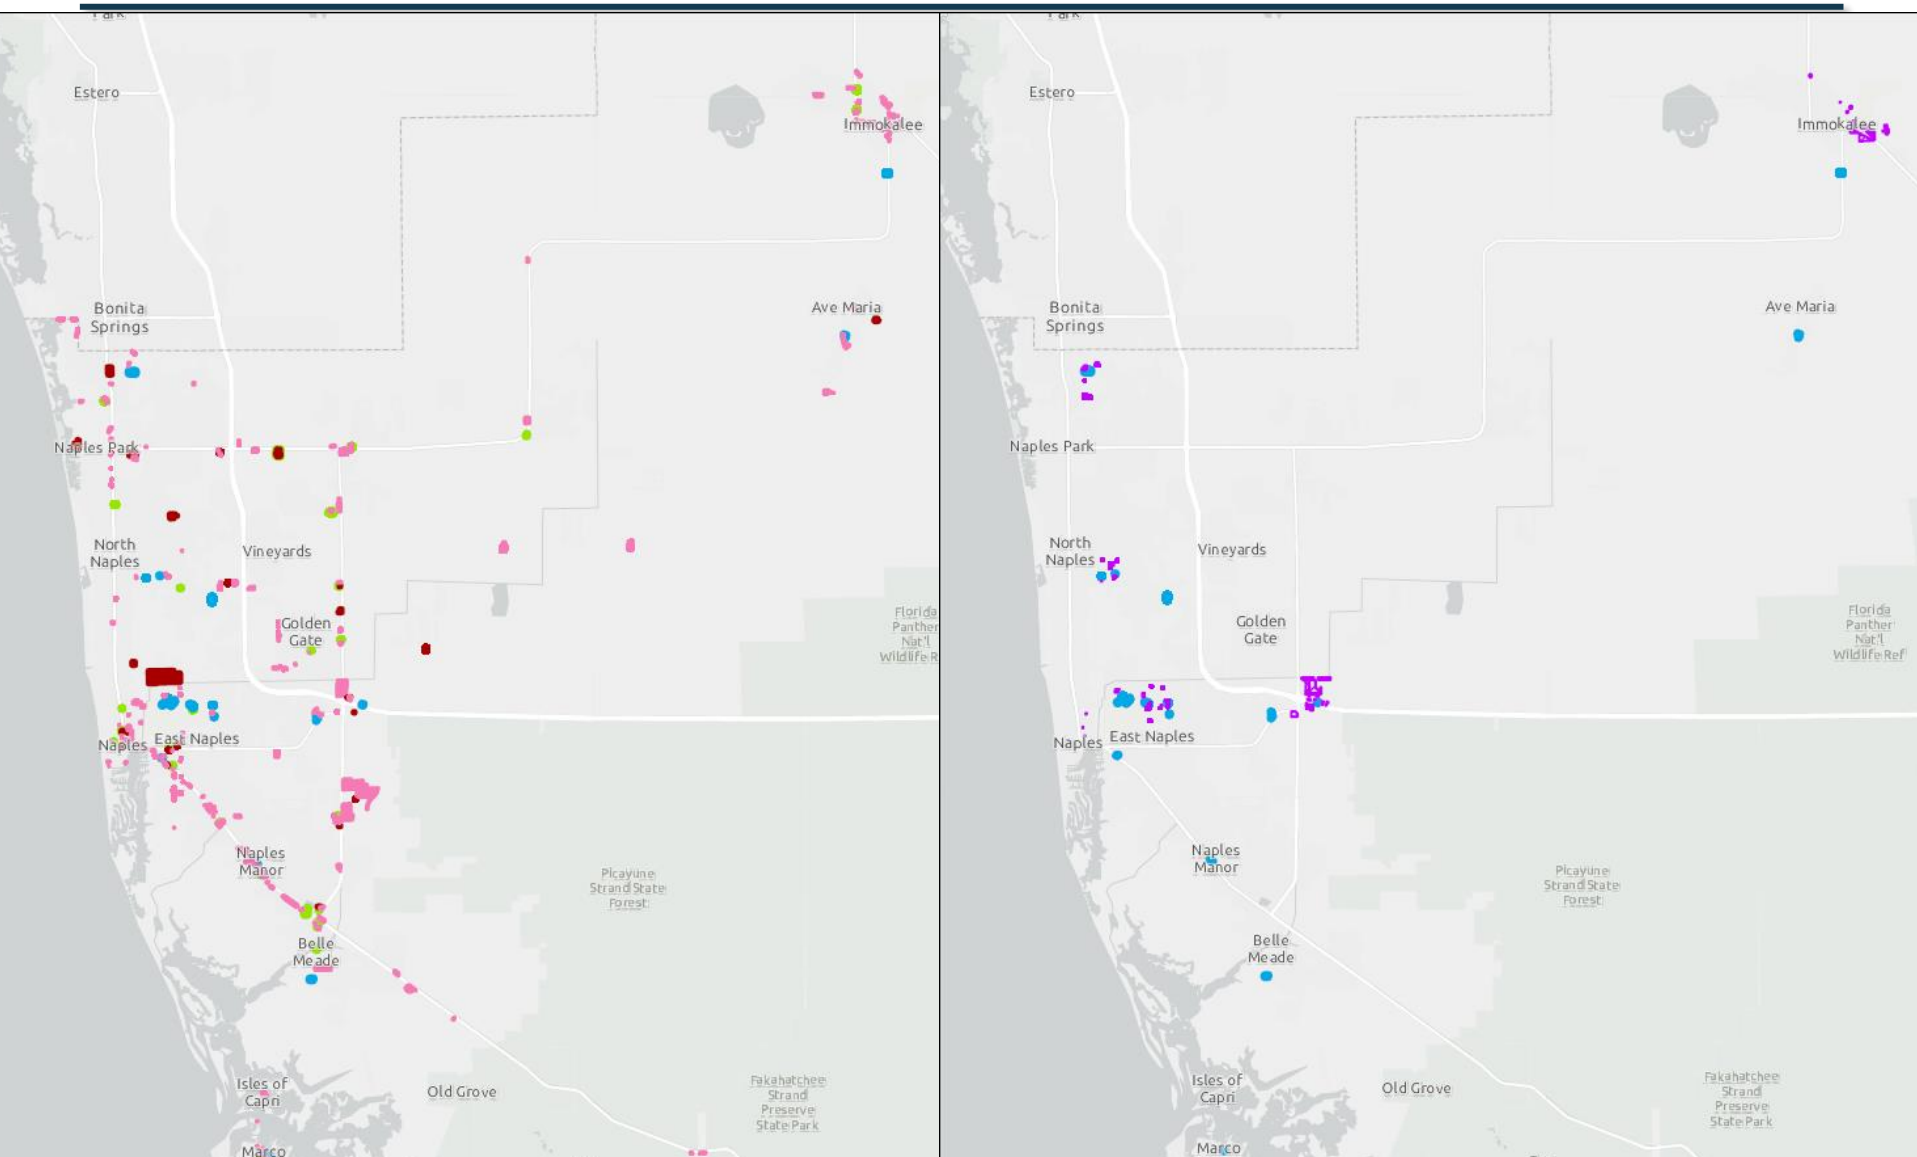 Park
Estero
Immokalee
Bonita
Springs
Ave Maria
Naples Park
North
Naples
Vineyards
Golden
Gate
Florida
Panther
Nat'l
Wildlife R
Naples
East Naples
Naples
Manor
Picayune
Strand State
Forest
Belle
Meade
Isles of
Capri
Old Grove
Fakahatchee
Strand
Preserve
State Park
Marco
Park
Estero
Immokalee
Bonita
Springs
Ave Maria
Naples Park
North
Naples
Vineyards
Golden
Gate
Florida
Panther
Nat'l
Wildlife Ref
Naples
East Naples
Naples
Manor
Picayune
Strand State
Forest
Belle
Meade
Isles of
Capri
Old Grove
Fakahatchee
Strand
Preserve
State Park
Marco